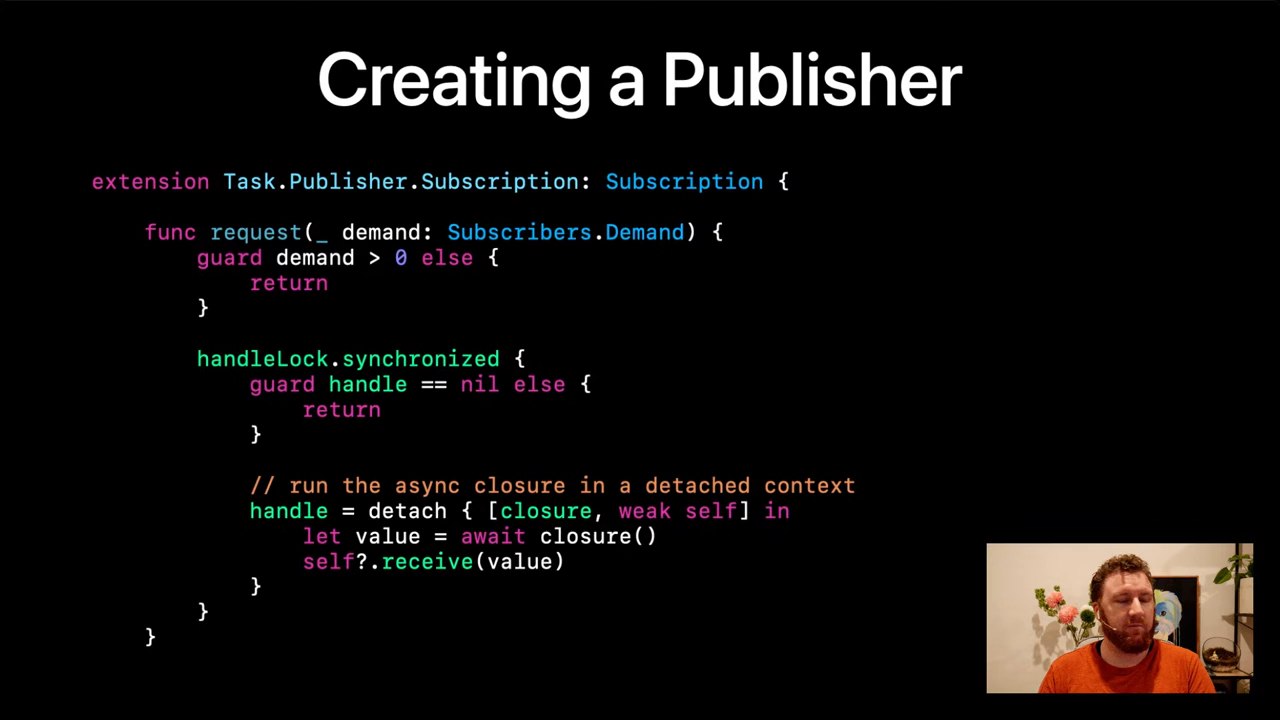 Creating a Publisher
extension Task.Publisher.Subscription: Subscription {
func request(_ demand: Subscribers.Demand) {
guard demand > 0 else {
return
}
handleLock.synchronized {
guard handle == nil else {
return
}
// run the async closure in a detached context
handle = detach { [closure, weak self] in
let value = await closure()
self?.receive(value)
}
}
}